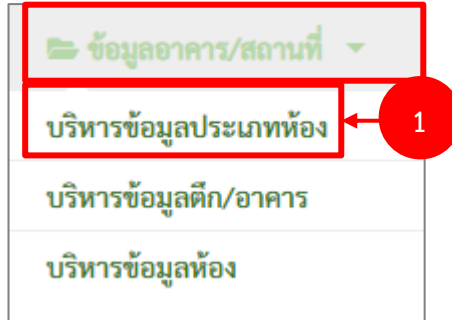 ข้อมูลอาคาร/สถานที่
บริหารข้อมูลประเภทห้อง
1
บริหารข้อมูลตึก/อาคาร
บริหารข้อมูลห้อง